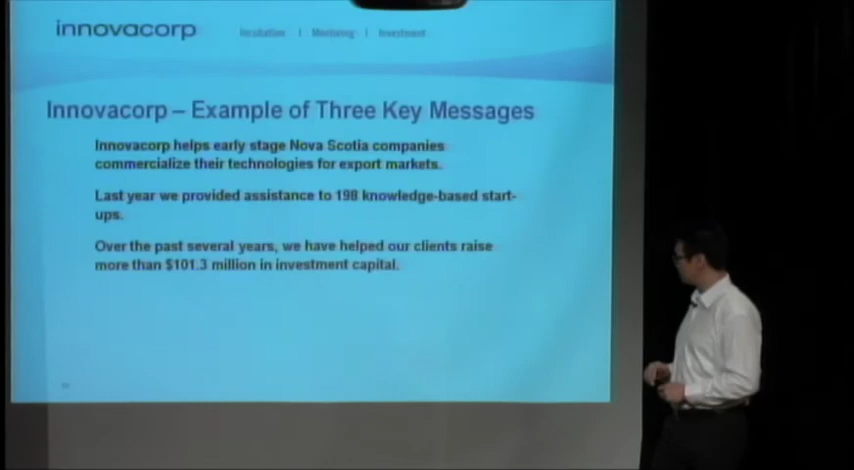 innovacorp
Incubation | Mentoring | Investment
Innovacorp – Example of Three Key Messages
Innovacorp helps early stage Nova Scotia companies
commercialize their technologies for export markets.
Last year we provided assistance to 198 knowledge-based start-
ups.
Over the past several years, we have helped our clients raise
more than $101.3 million in investment capital.